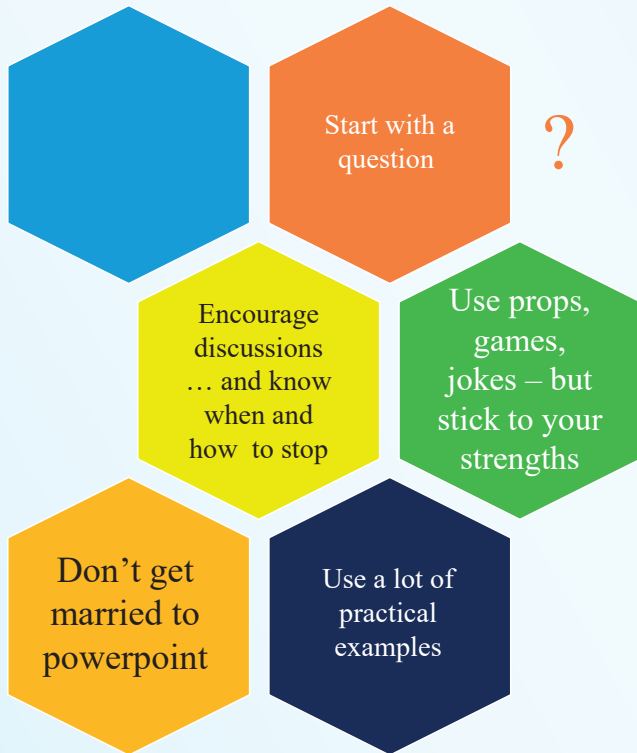 Start with a
question
?
Encourage
discussions
… and know
when and
how  to stop
Use props,
games,
jokes – but
stick to your
strengths
Don’t get
married to
powerpoint
Use a lot of
practical
examples